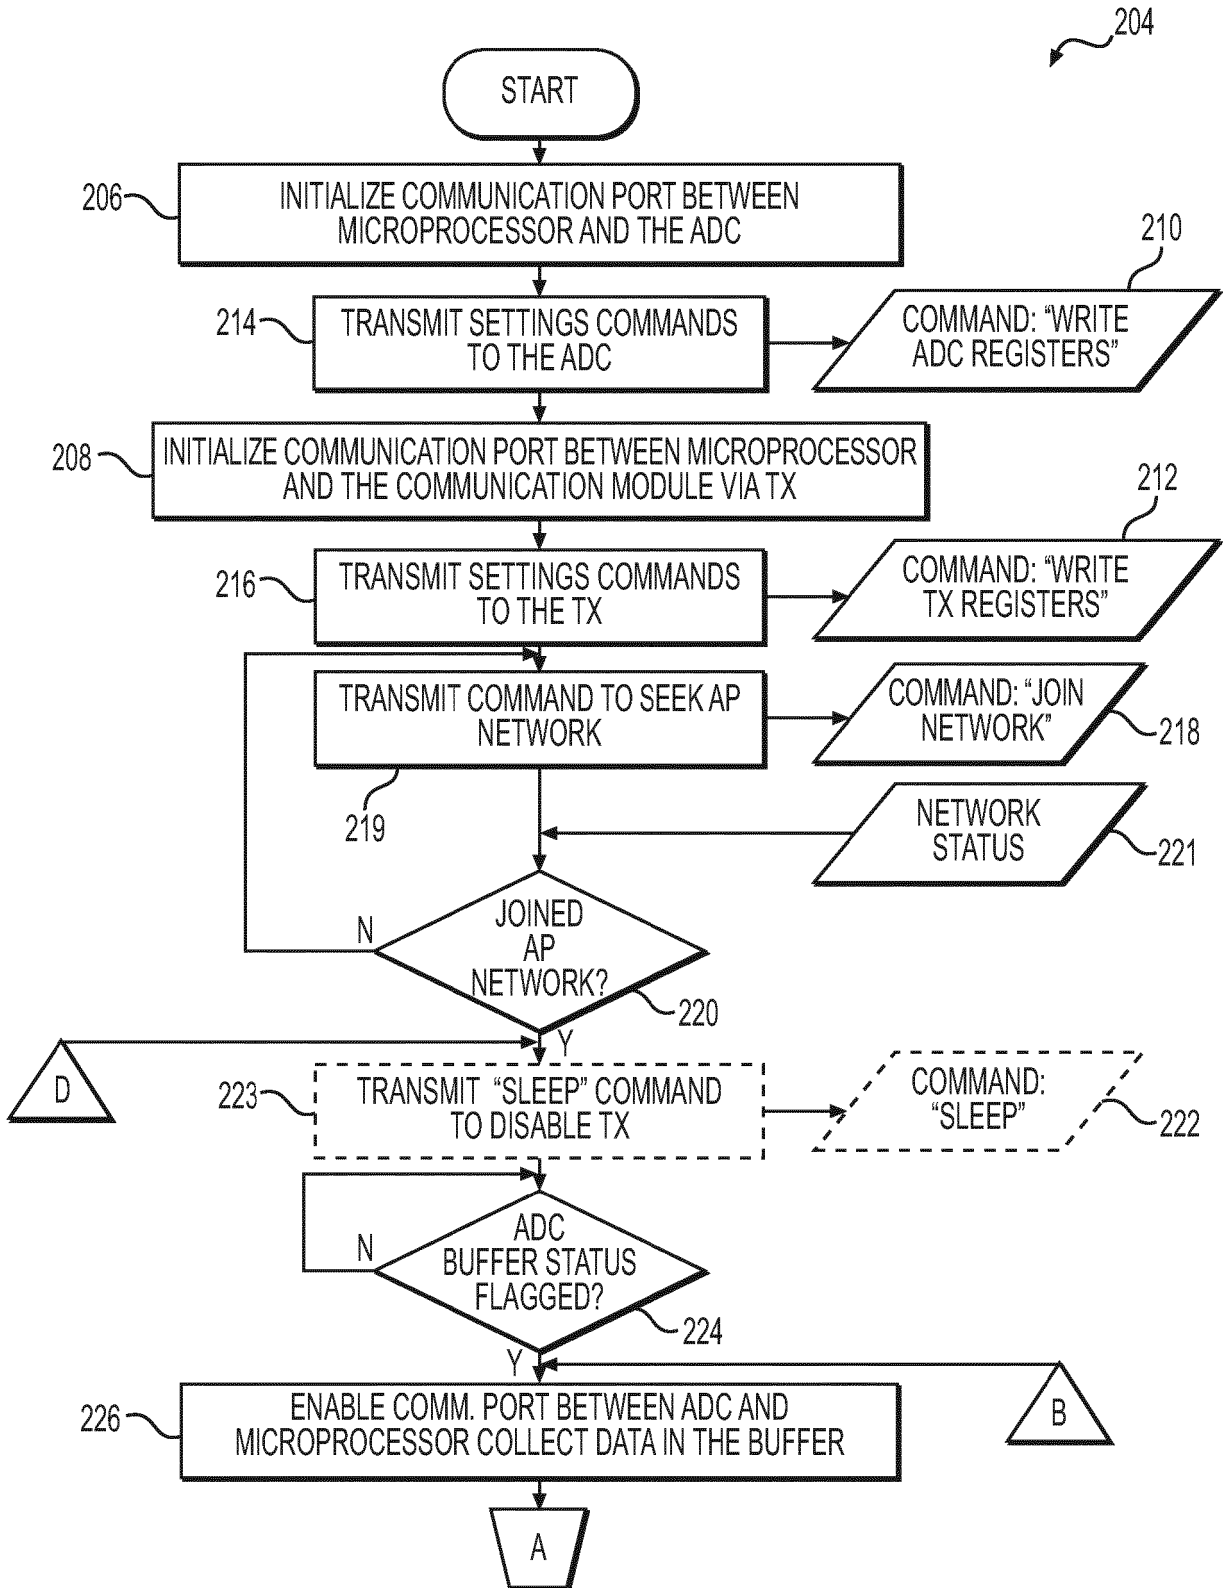 204
START
206
INITIALIZE COMMUNICATION PORT BETWEEN
MICROPROCESSOR AND THE ADC
210
214
TRANSMIT SETTINGS COMMANDS
TO THE ADC
COMMAND: “WRITE
ADC REGISTERS”
208
INITIALIZE COMMUNICATION PORT BETWEEN MICROPROCESSOR
AND THE COMMUNICATION MODULE VIA TX
212
216
TRANSMIT SETTINGS COMMANDS
TO THE TX
COMMAND: “WRITE
TX REGISTERS”
TRANSMIT COMMAND TO SEEK AP
NETWORK
219
COMMAND: “JOIN
NETWORK”
218
NETWORK
STATUS
221
JOINED
AP
NETWORK?
N
220
Y
D
223
TRANSMIT “SLEEP” COMMAND
TO DISABLE TX
COMMAND:
“SLEEP”
222
ADC
BUFFER STATUS
FLAGGED?
N
224
Y
B
226
ENABLE COMM. PORT BETWEEN ADC AND
MICROPROCESSOR COLLECT DATA IN THE BUFFER
A